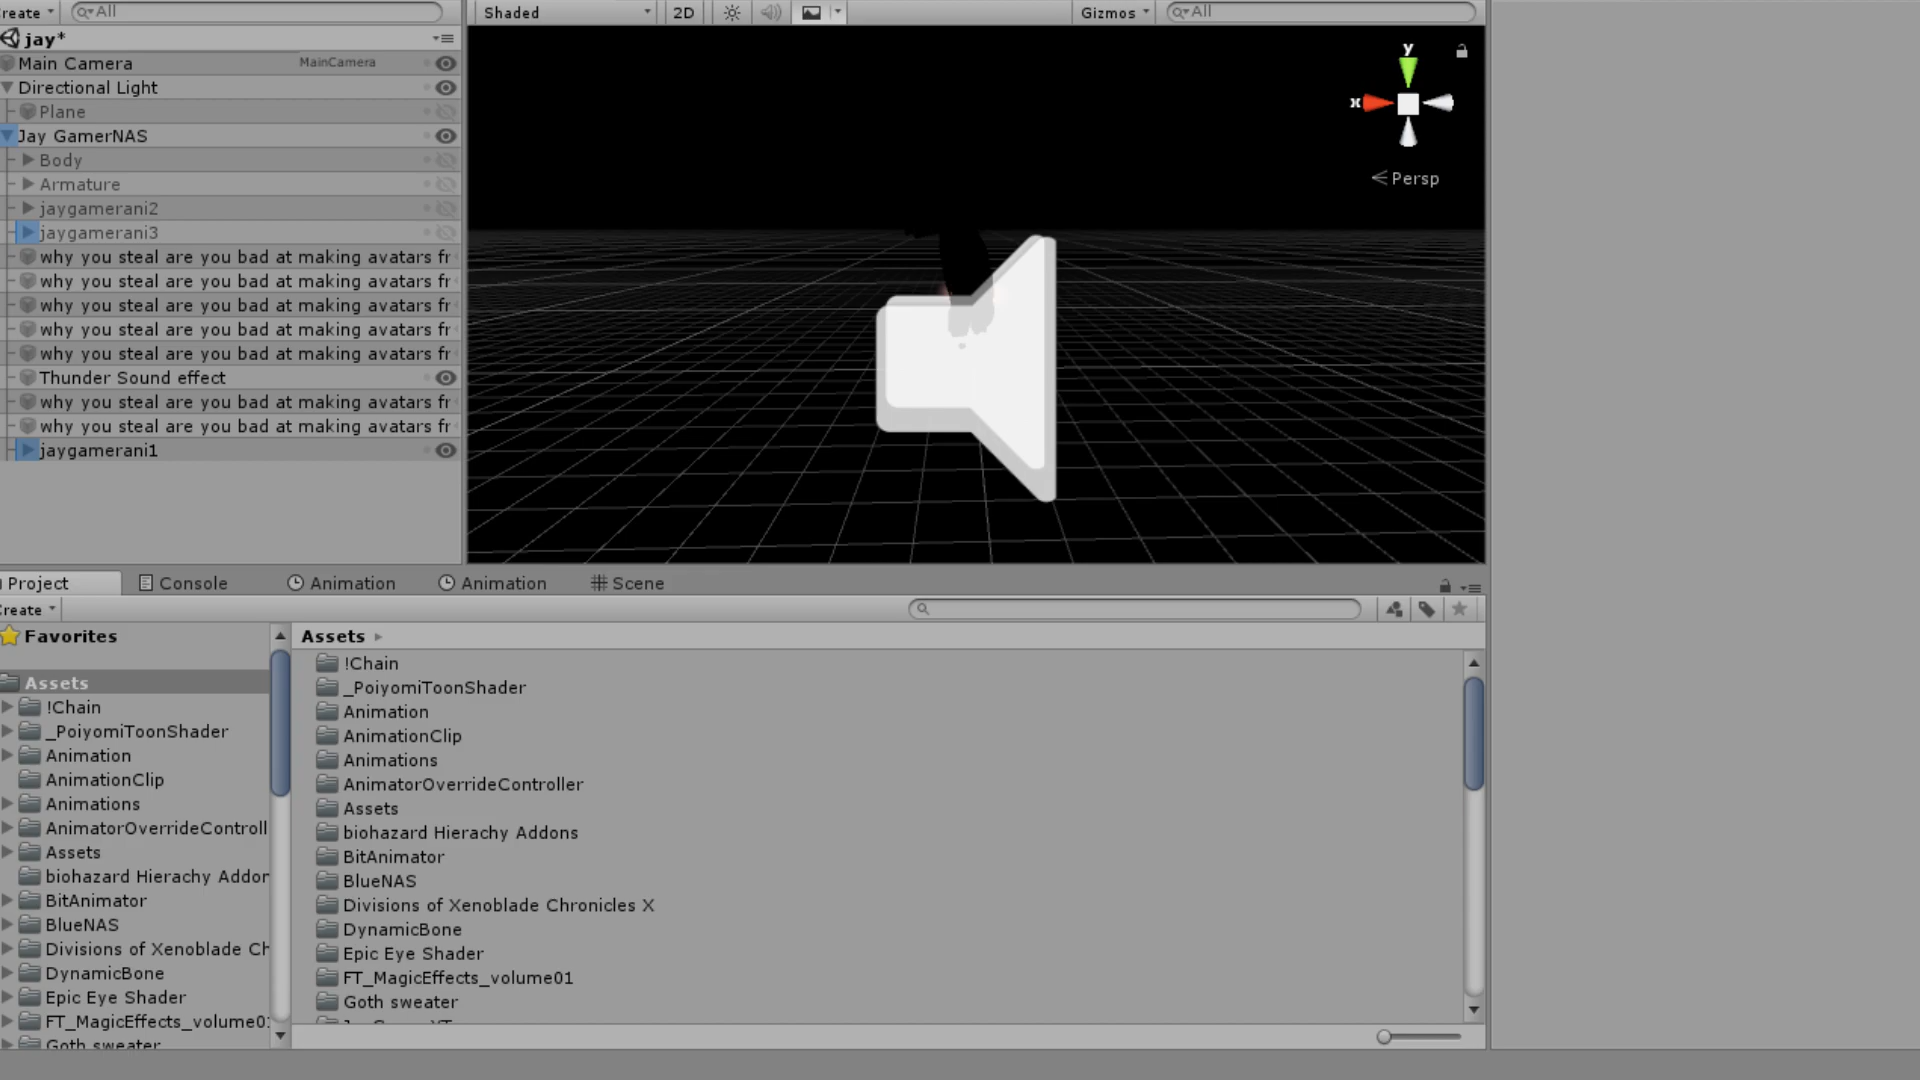 reate
All
jay*
Main Camera
MainCamera
Directional Light
Plane
Jay GamerNAS
Body
Armature
jaygamerani2
jaygamerani3
why you steal are you bad at making avatars fr
why you steal are you bad at making avatars fr
why you steal are you bad at making avatars fr
why you steal are you bad at making avatars fr
why you steal are you bad at making avatars fr
Thunder Sound effect
why you steal are you bad at making avatars fr
why you steal are you bad at making avatars fr
jaygamerani1
Shaded
2D
Gizmos
All
y
x
Persp
Project
Console
Animation
Animation
Scene
reate
Favorites
Assets
!Chain
_PoiyomiToonShader
Animation
AnimationClip
Animations
AnimatorOverrideControll
Assets
biohazard Hierachy Addor
BitAnimator
BlueNAS
Divisions of Xenoblade Ch
DynamicBone
Epic Eye Shader
FT_MagicEffects_volume0
Goth sweater
Assets
!Chain
_PoiyomiToonShader
Animation
AnimationClip
Animations
AnimatorOverrideController
Assets
biohazard Hierachy Addons
BitAnimator
BlueNAS
Divisions of Xenoblade Chronicles X
DynamicBone
Epic Eye Shader
FT_MagicEffects_volume01
Goth sweater